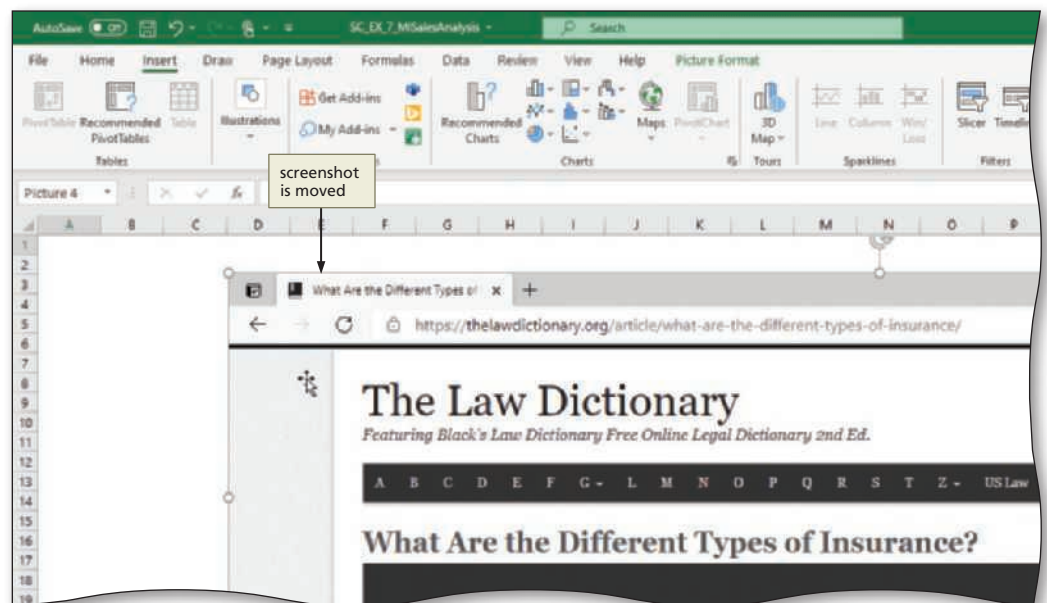 AutoSave On SC_EX_7_MISalesAnalysis Search
File Home Insert Draw Page Layout Formulas Data Review View Help Picture Format
PivotTable Recommended PivotTables Table
Illustrations
Get Add-ins
My Add-ins
Recommended Charts
Maps PivotChart
3D Map
Line Column Win/Loss
Slicer
Tables
Charts
Tours
Sparklines
Filters
screenshot
is moved
Picture 4 fx
A B C D E F G H I J K L M N O P
1
2
3
4
5
6
7
8
9
10
11
12
13
14
15
16
17
18
19
What Are the Different Types of
https://thelawdictionary.org/article/what-are-the-different-types-of-insurance/
The Law Dictionary
Featuring Black's Law Dictionary Free Online Legal Dictionary 2nd Ed.
A B C D E F G L M N O P Q R S T Z US Law
What Are the Different Types of Insurance?